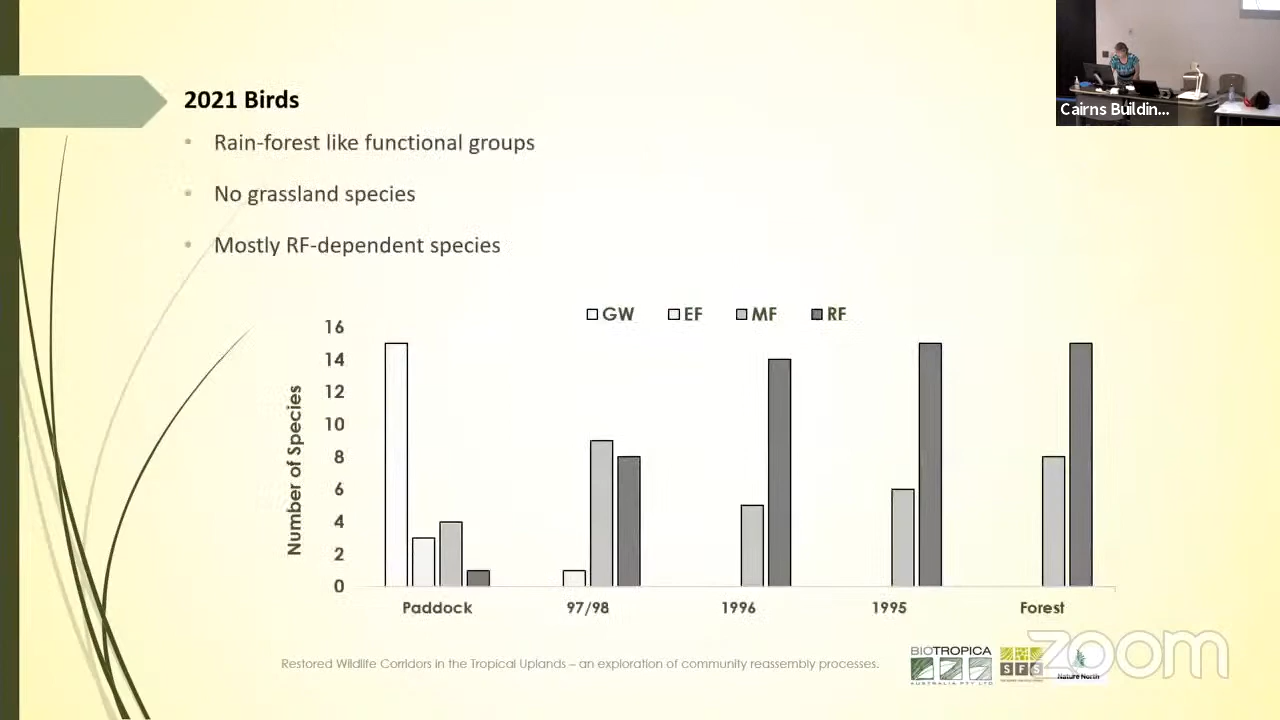 Cairns Buildin...
2021 Birds
• Rain-forest like functional groups
• No grassland species
• Mostly RF-dependent species
GW EF MF RF
Number of Species
16
14
12
10
8
6
4
2
0
Paddock 97/98 1996 1995 Forest
Restored Wildlife Corridors in the Tropical Uplands – an exploration of community reassembly processes.
BIOTROPICA
AUSTRALIA PTY LTD
SFS
Nature North
zoom